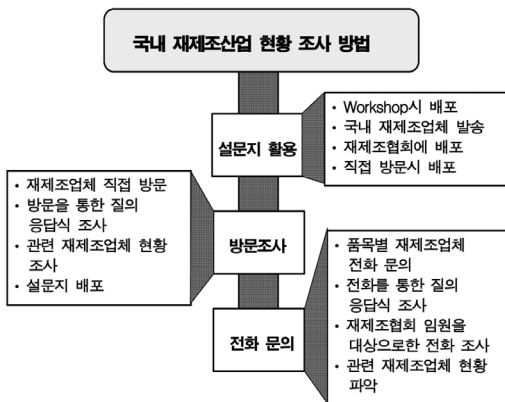 국내 재제조산업 현황 조사 방법
설문지 활용
• Workshop시 배포
• 국내 재제조업체 발송
• 재제조협회에 배포
• 직접 방문시 배포
• 재제조업체 직접 방문
• 방문을 통한 질의
응답식 조사
• 관련 재제조업체 현황
조사
• 설문지 배포
방문조사
• 품목별 재제조업체
전화 문의
• 전화를 통한 질의
응답식 조사
• 재제조협회 임원을
대상으로한 전화 조사
• 관련 재제조업체 현황
파악
전화 문의